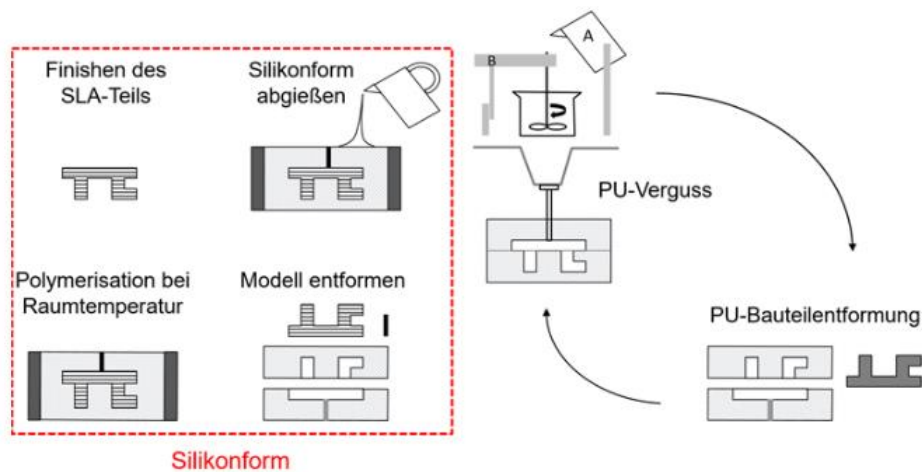 Finishen des
SLA-Teils
Silikonform
abgießen
Polymerisation bei
Raumtemperatur
Modell entformen
Silikonform
A
B
PU-Verguss
PU-Bauteilentformung